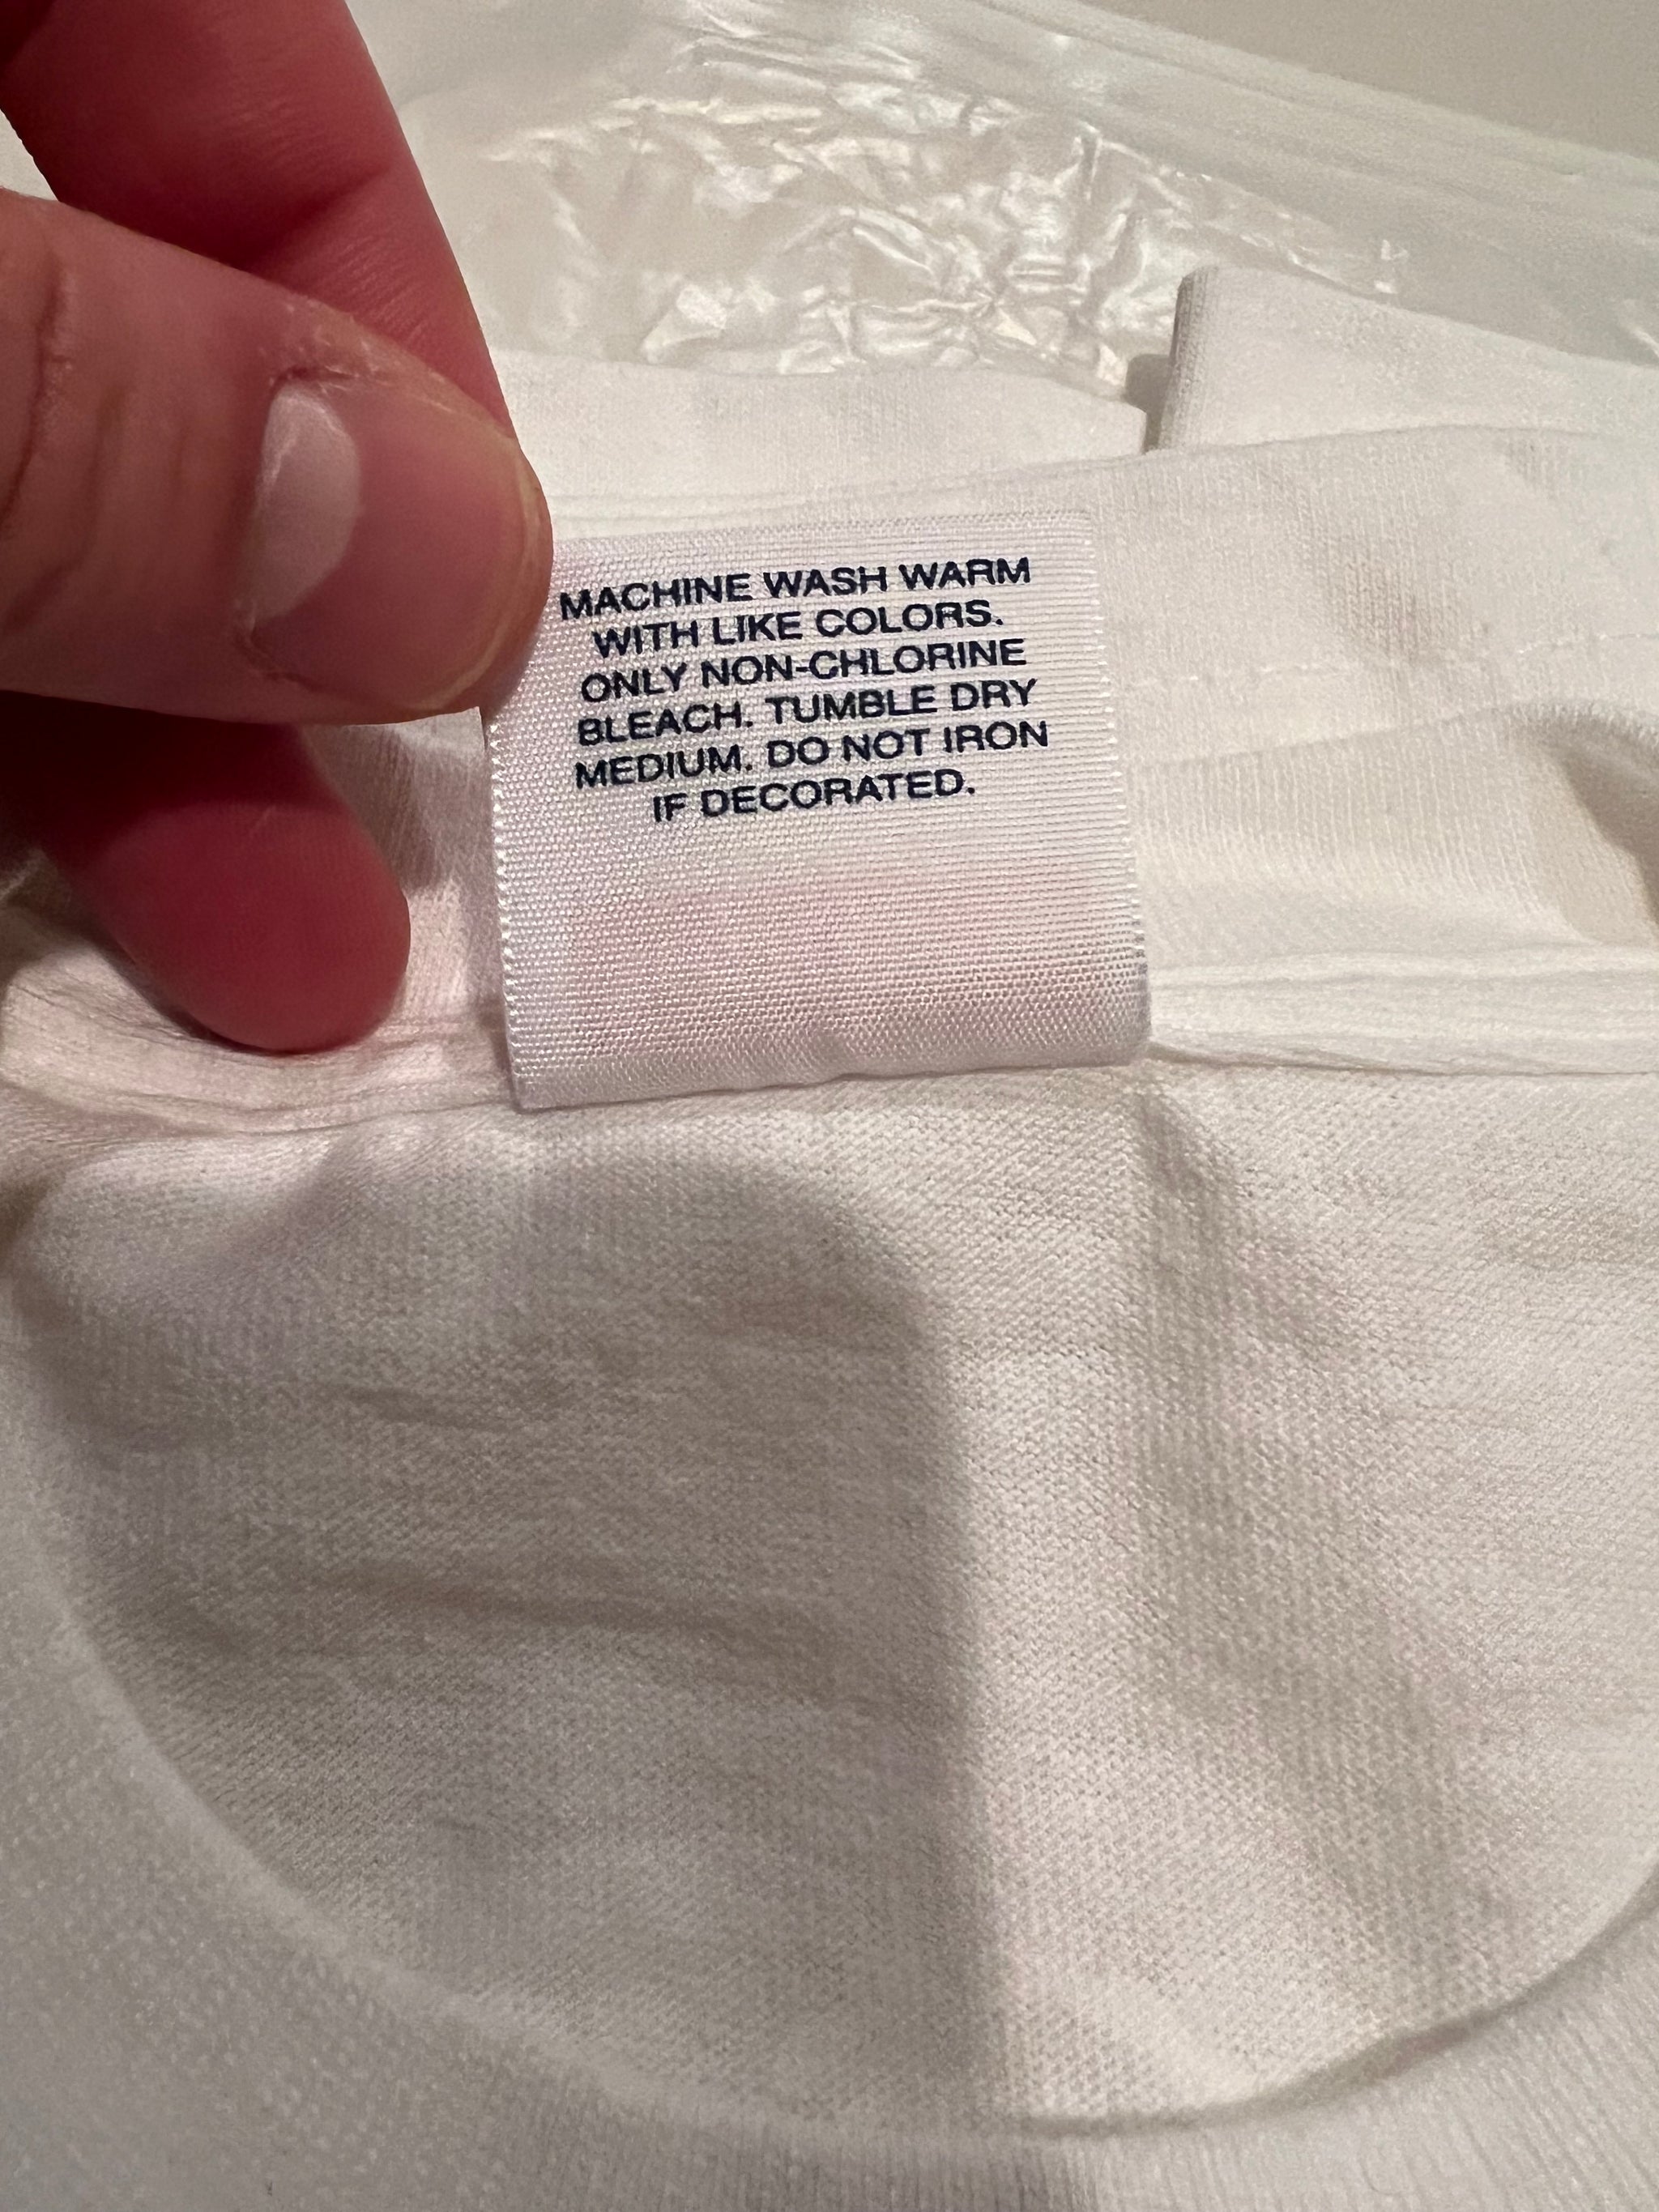 MACHINE WASH WARM
WITH LIKE COLORS.
ONLY NON-CHLORINE
BLEACH. TUMBLE DRY
MEDIUM. DO NOT IRON
IF DECORATED.